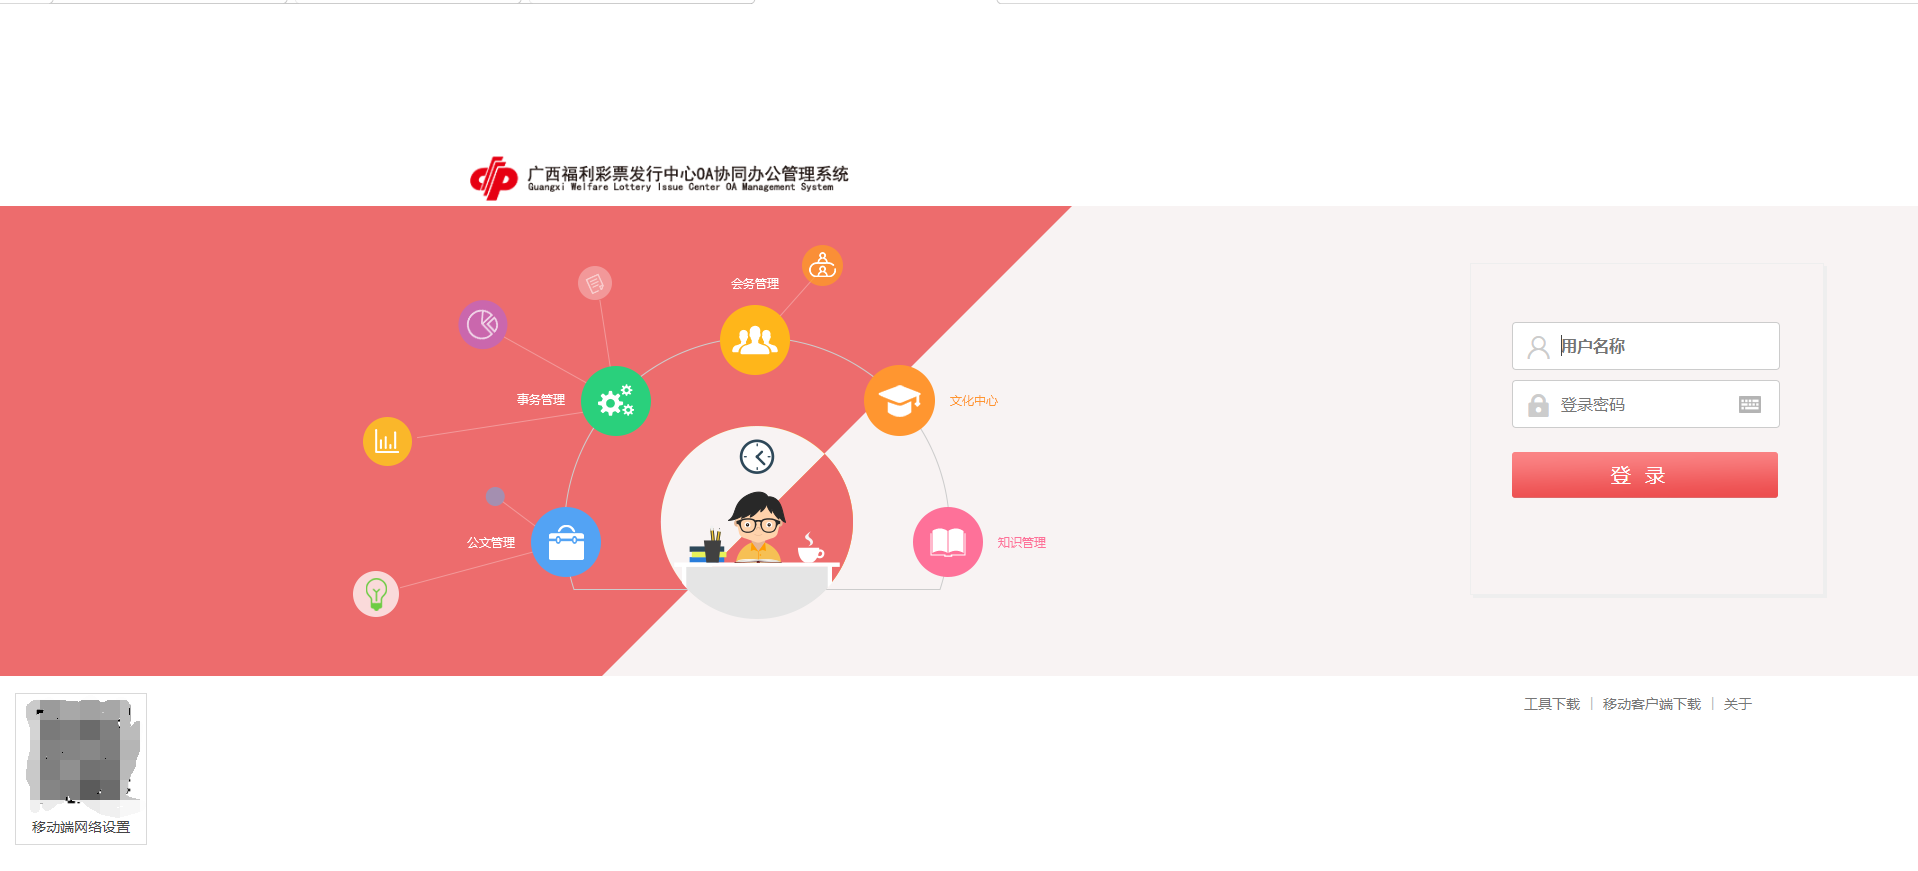 广西福利彩票发行中心OA协同办公管理系统
Guangxi Welfare Lottery Issue Center OA Management System
会务管理
事务管理
文化中心
公文管理
知识管理
用户名称
登录密码
登 录
工具下载 | 移动客户端下载 | 关于
移动端网络设置